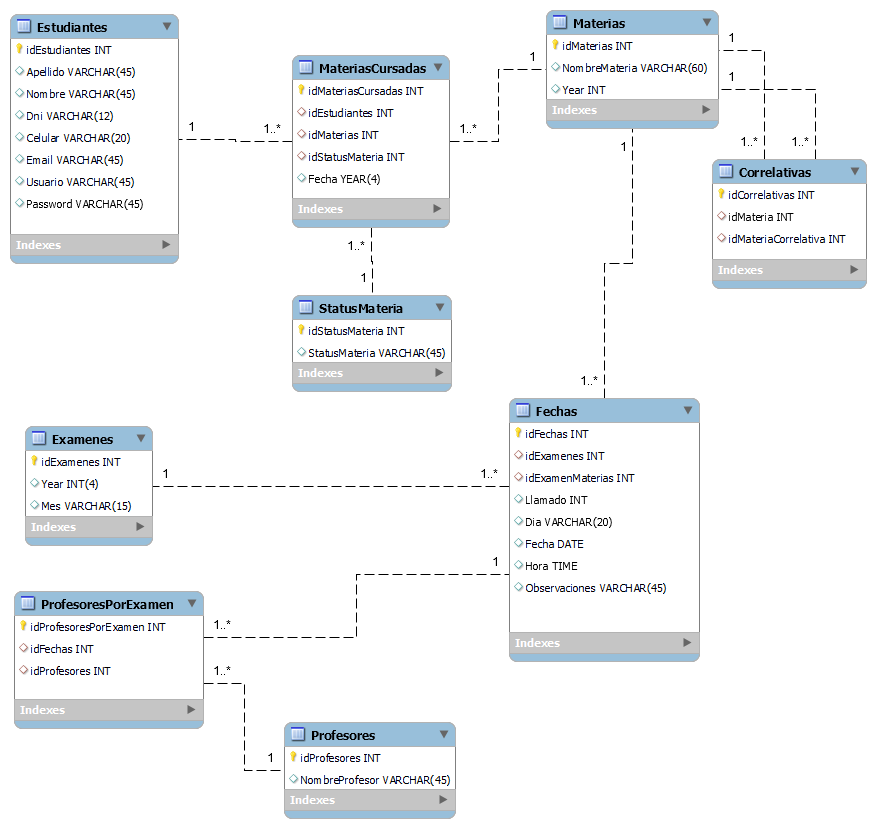 Estudiantes
idEstudiantes INT
Apellido VARCHAR(45)
Nombre VARCHAR(45)
Dni VARCHAR(12)
Celular VARCHAR(20)
Email VARCHAR(45)
Usuario VARCHAR(45)
Password VARCHAR(45)
Indexes
1
1..*
MateriasCursadas
idMateriasCursadas INT
idEstudiantes INT
idMaterias INT
idStatusMateria INT
Fecha YEAR(4)
Indexes
1..*
1
1..*
1
Materias
idMaterias INT
NombreMateria VARCHAR(60)
Year INT
Indexes
1
1
1..*
1..*
Correlativas
idCorrelativas INT
idMateria INT
idMateriaCorrelativa INT
Indexes
StatusMateria
idStatusMateria INT
StatusMateria VARCHAR(45)
Indexes
1
1..*
Fechas
idFechas INT
idExamenes INT
idExamenMaterias INT
Llamado INT
Dia VARCHAR(20)
Fecha DATE
Hora TIME
Observaciones VARCHAR(45)
Indexes
Examenes
idExamenes INT
Year INT(4)
Mes VARCHAR(15)
Indexes
1
1..*
1
1..*
ProfesoresPorExamen
idProfesoresPorExamen INT
idFechas INT
idProfesores INT
Indexes
1..*
1
Profesores
idProfesores INT
NombreProfesor VARCHAR(45)
Indexes